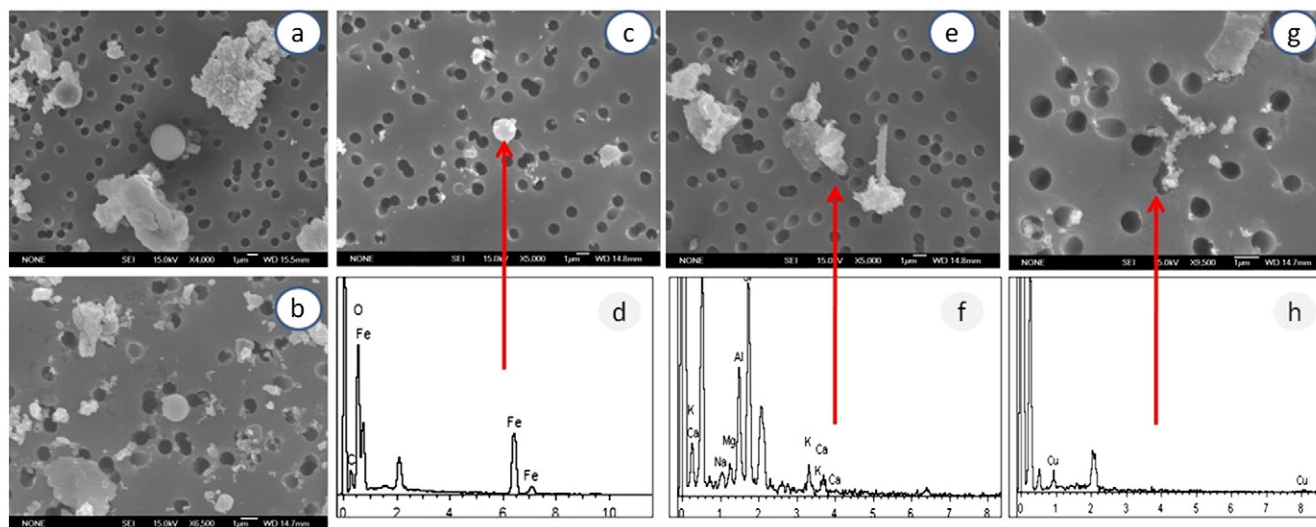 a
NONE SEI 15.0kV X4,000 1µm WD 15.5mm
b
NONE SEI 15.0kV X6,500 1µm WD 14.7mm
c
NONE SEI 15.0kV X5,000 1µm WD 14.8mm
d
O
Fe
C
Fe
Fe
2 4 6 8 10
e
NONE SEI 15.0kV X5,000 1µm WD 14.8mm
f
Al
K
Ca
Mg
Na
K
Ca
K
Ca
0 1 2 3 4 5 6 7 8
g
NONE SEI 5.0kV X9,500 1µm WD 14.7mm
h
Cu
Cu
0 1 2 3 4 5 6 7 8